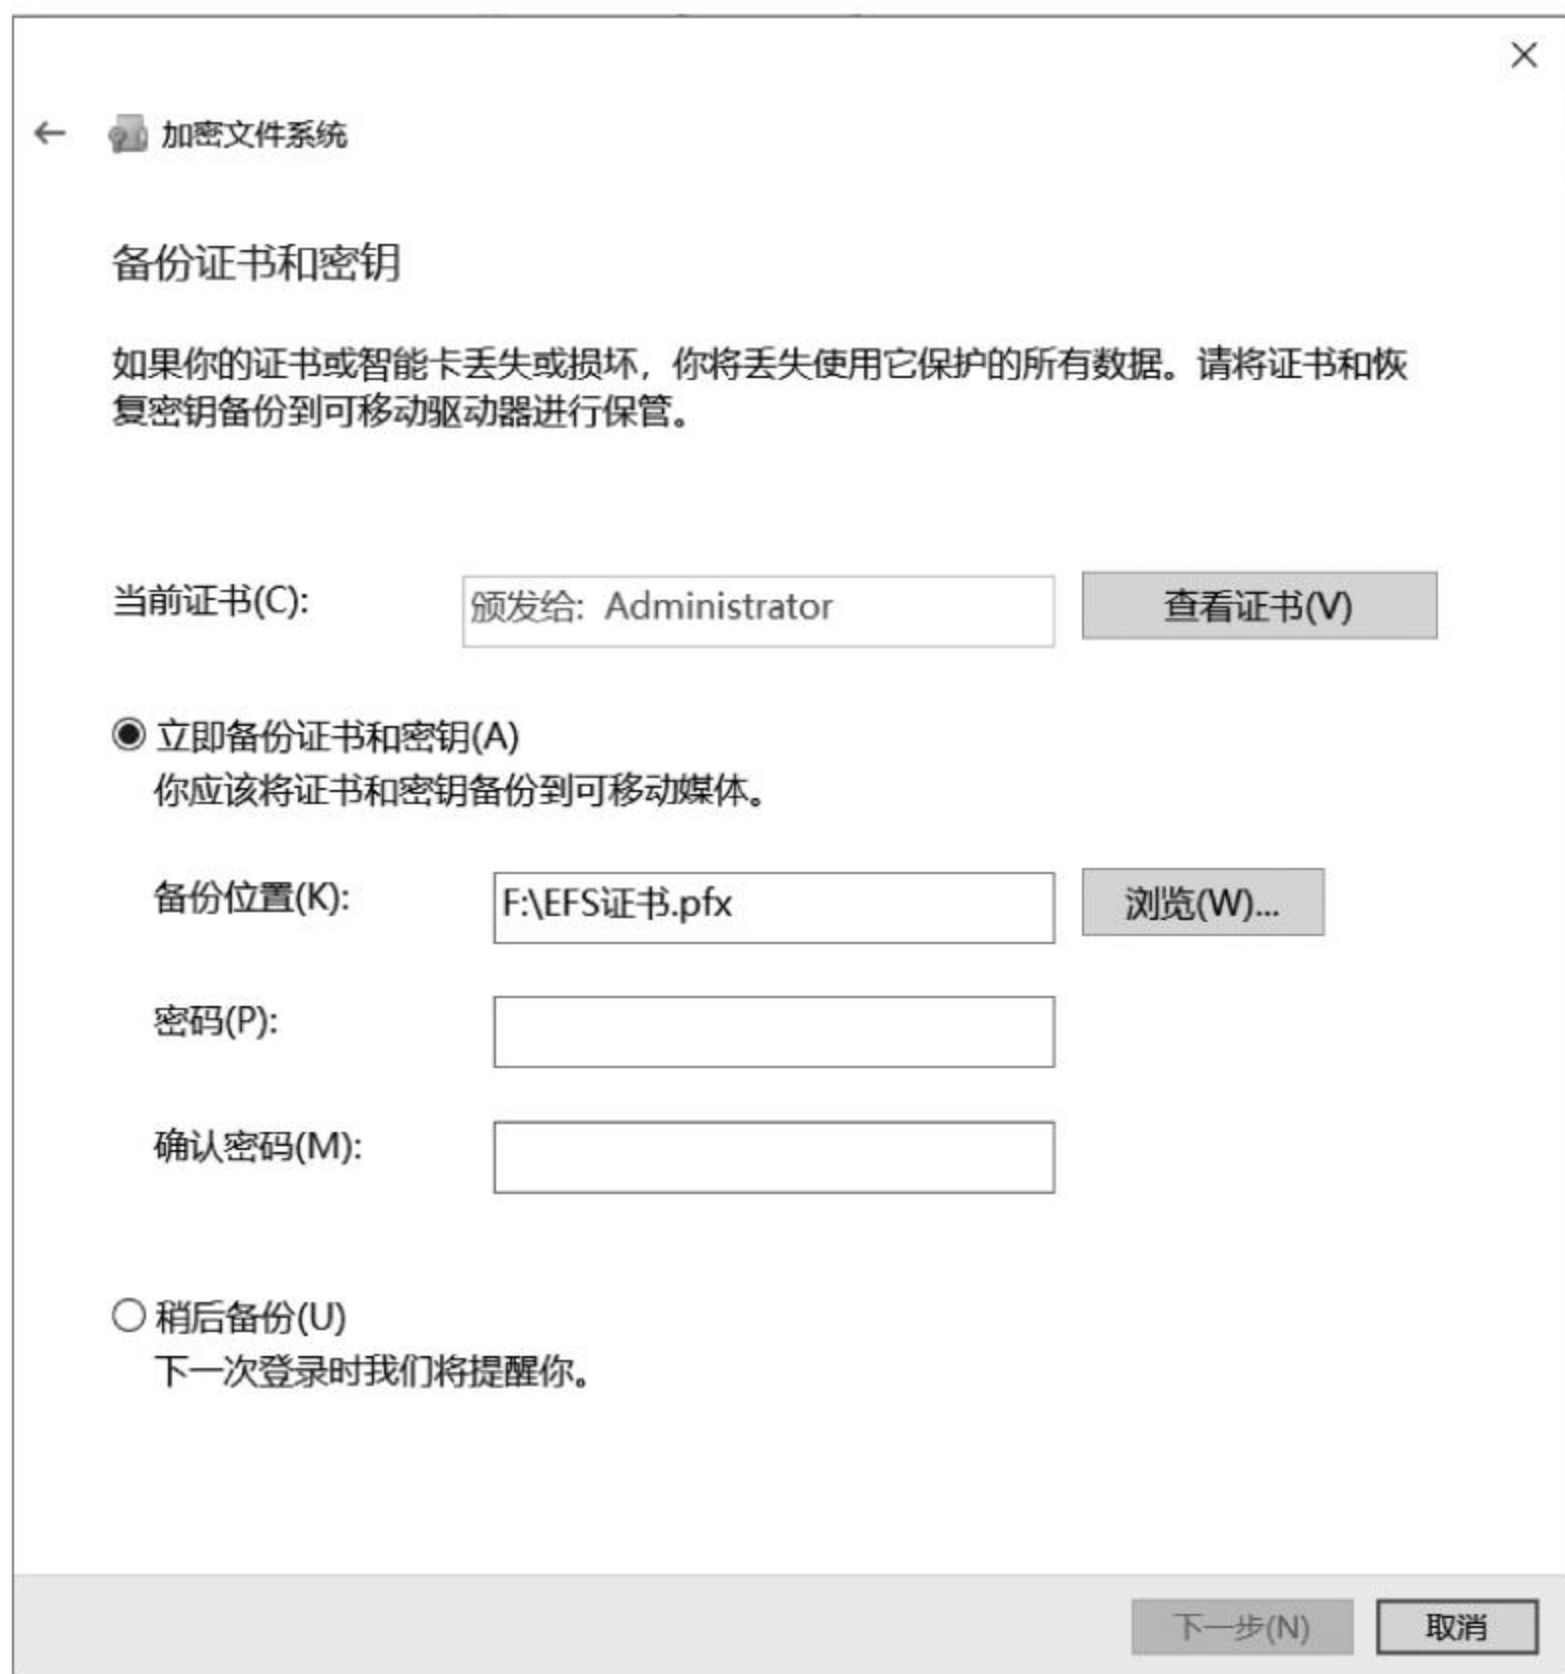 加密文件系统
备份证书和密钥
如果你的证书或智能卡丢失或损坏，你将丢失使用它保护的所有数据。请将证书和恢
复密钥备份到可移动驱动器进行保管。
当前证书(C): 颁发给: Administrator 查看证书(V)
立即备份证书和密钥(A)
你应该将证书和密钥备份到可移动媒体。
备份位置(K): F:\EFS证书.pfx 浏览(W)...
密码(P):
确认密码(M):
稍后备份(U)
下一次登录时我们将提醒你。
下一步(N) 取消